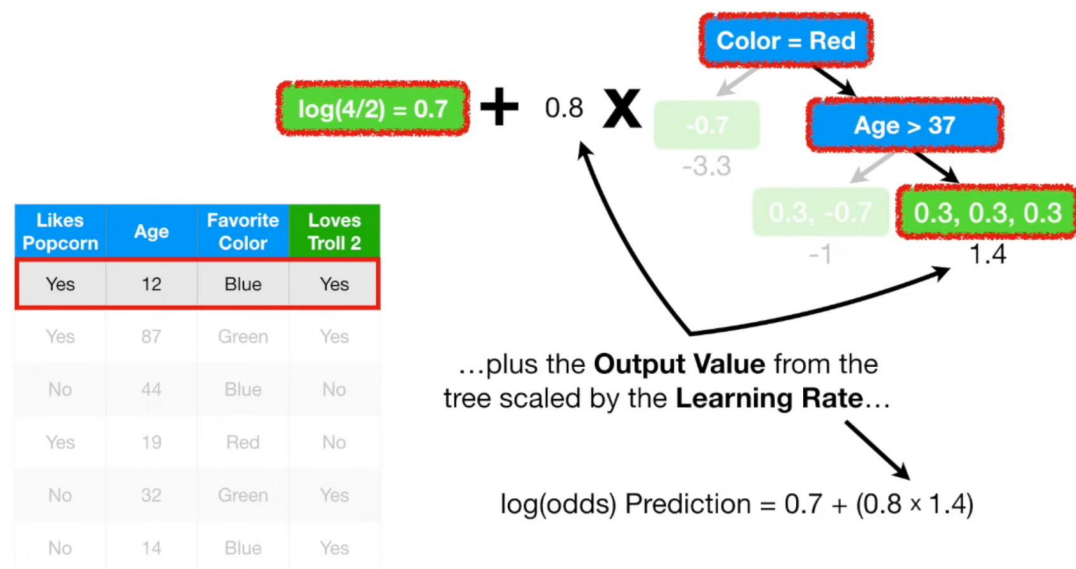 Color = Red
log(4/2) = 0.7 + 0.8 X
-0.7
Age > 37
-3.3
0.3, -0.7
0.3, 0.3, 0.3
-1
1.4
Likes Popcorn Age Favorite Color Loves Troll 2
Yes 12 Blue Yes
Yes 87 Green Yes
No 44 Blue No
Yes 19 Red No
No 32 Green Yes
No 14 Blue Yes
…plus the Output Value from the
tree scaled by the Learning Rate…
log(odds) Prediction = 0.7 + (0.8 × 1.4)